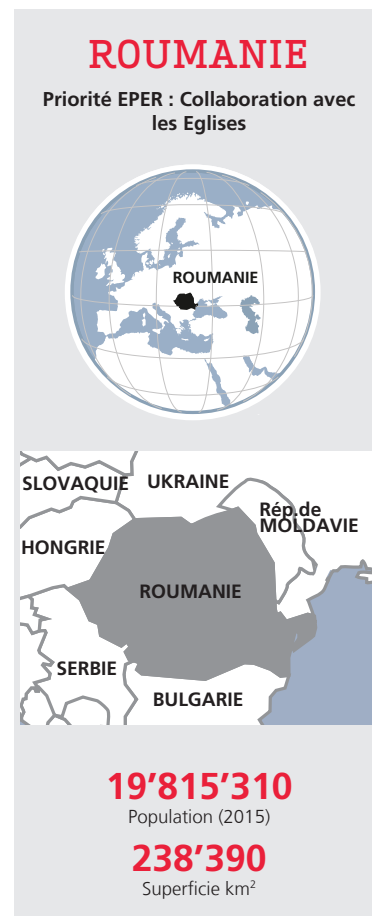 ROUMANIE
Priorité EPER : Collaboration avec
les Eglises
ROUMANIE
SLOVAQUIE
UKRAINE
Rép.de
MOLDAVIE
HONGRIE
ROUMANIE
SERBIE
BULGARIE
19’815’310
Population (2015)
238’390
Superficie km²